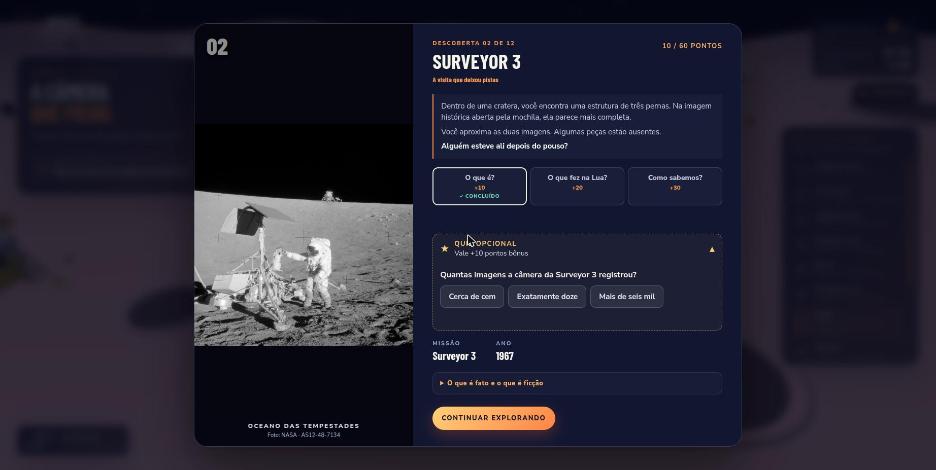 02
DESCOBERTA 02 DE 12
10 / 60 PONTOS
SURVEYOR 3
A visita que deixou pistas
Dentro de uma cratera, você encontra uma estrutura de três pernas. Na imagem
histórica aberta pela mochila, ela parece mais completa.
Você aproxima as duas imagens. Algumas peças estão ausentes.
Alguém esteve ali depois do pouso?
O que é?
+10
✓ CONCLUÍDO
O que fez na Lua?
+20
Como sabemos?
+30
★
OPCIONAL
▲
Vale +10 pontos bônus
Quantas imagens a câmera da Surveyor 3 registrou?
Cerca de cem
Exatamente doze
Mais de seis mil
MISSÃO
Surveyor 3
ANO
1967
▶ O que é fato e o que é ficção
CONTINUAR EXPLORANDO
OCEANO DAS TEMPESTADES
Foto: NASA · AS12-48-7134